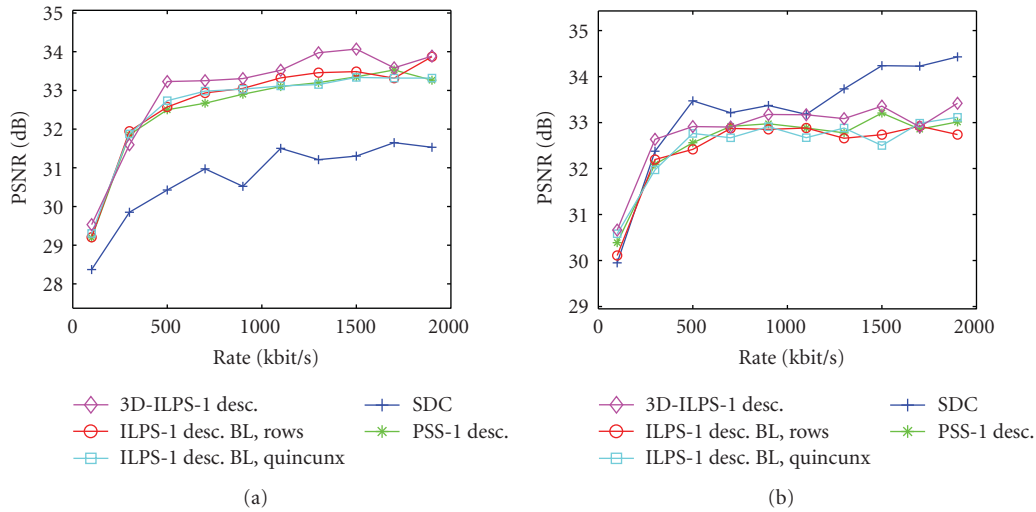 35
34
33
32
31
30
29
28
PSNR (dB)
0 500 1000 1500 2000
Rate (kbit/s)
3D-ILPS-1 desc.
ILPS-1 desc. BL, rows
ILPS-1 desc. BL, quincunx
SDC
PSS-1 desc.
(a)
35
34
33
32
31
30
29
PSNR (dB)
0 500 1000 1500 2000
Rate (kbit/s)
3D-ILPS-1 desc.
ILPS-1 desc. BL, rows
ILPS-1 desc. BL, quincunx
SDC
PSS-1 desc.
(b)